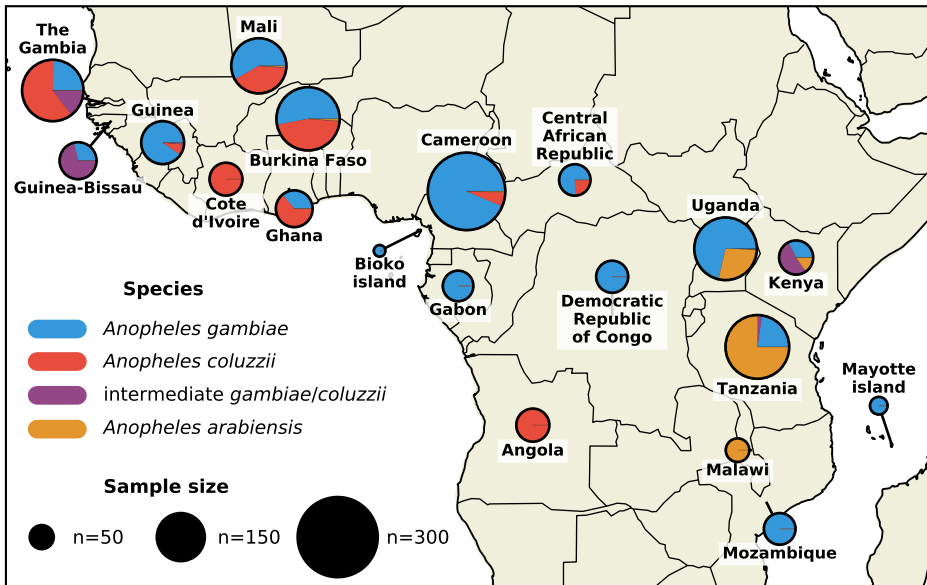 The
Gambia
Mali
Guinea
Guinea-Bissau
Burkina Faso
Cote
d'Ivoire
Ghana
Cameroon
Central
African
Republic
Uganda
Kenya
Bioko
island
Gabon
Democratic
Republic
of Congo
Tanzania
Mayotte
island
Angola
Malawi
Mozambique
Species
Anopheles gambiae
Anopheles coluzzii
intermediate gambiae/coluzzii
Anopheles arabiensis
Sample size
n=50
n=150
n=300